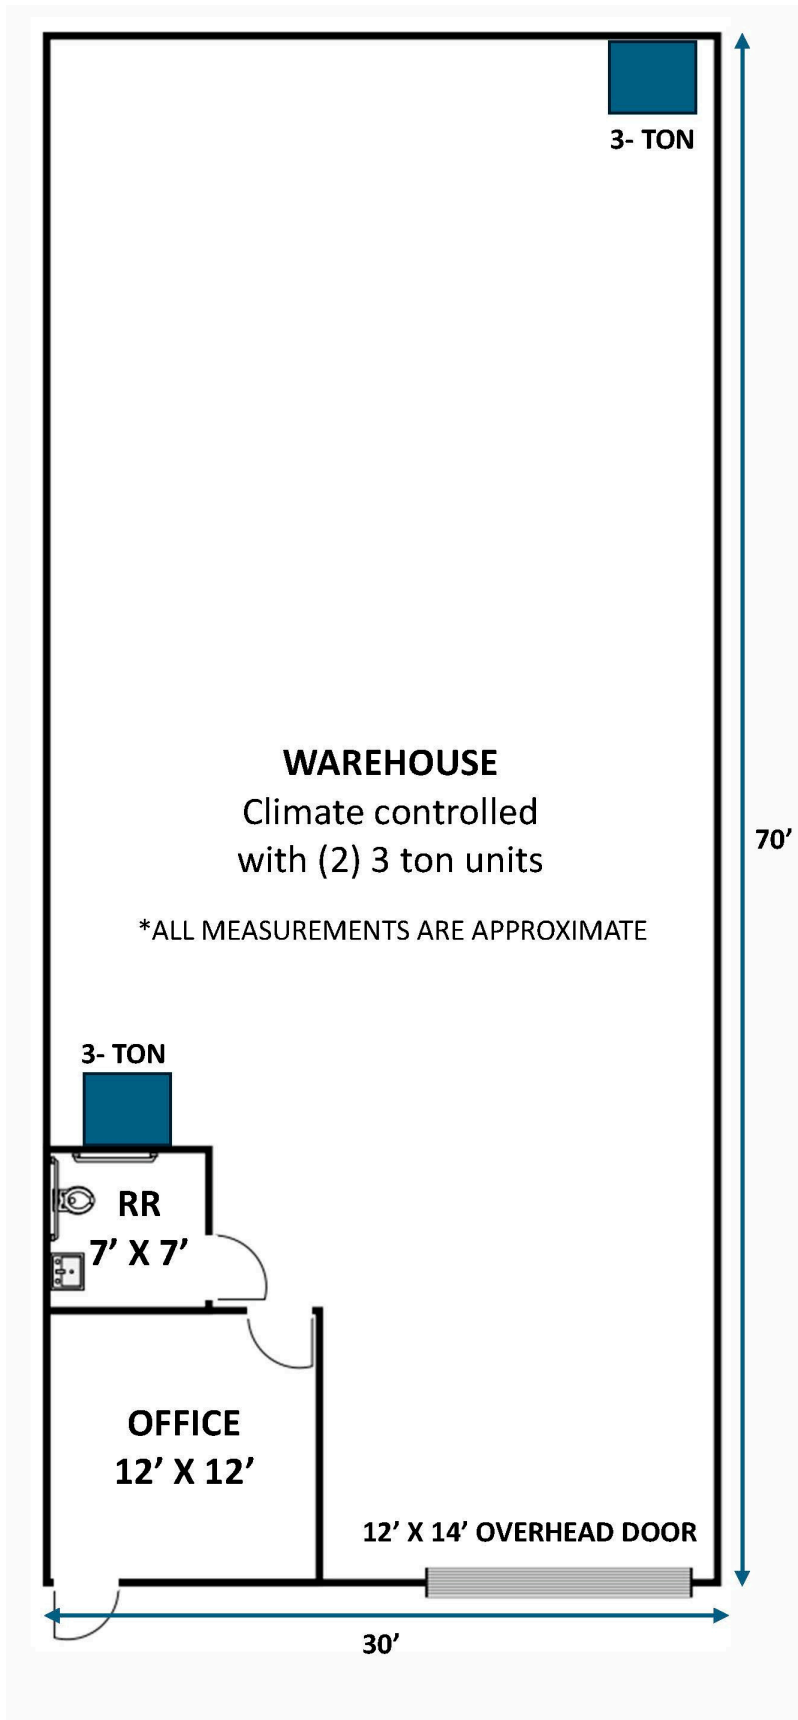 3- TON
WAREHOUSE
Climate controlled
with (2) 3 ton units
70’
*ALL MEASUREMENTS ARE APPROXIMATE
3- TON
RR
7’ X 7’
OFFICE
12’ X 12’
12’ X 14’ OVERHEAD DOOR
30’